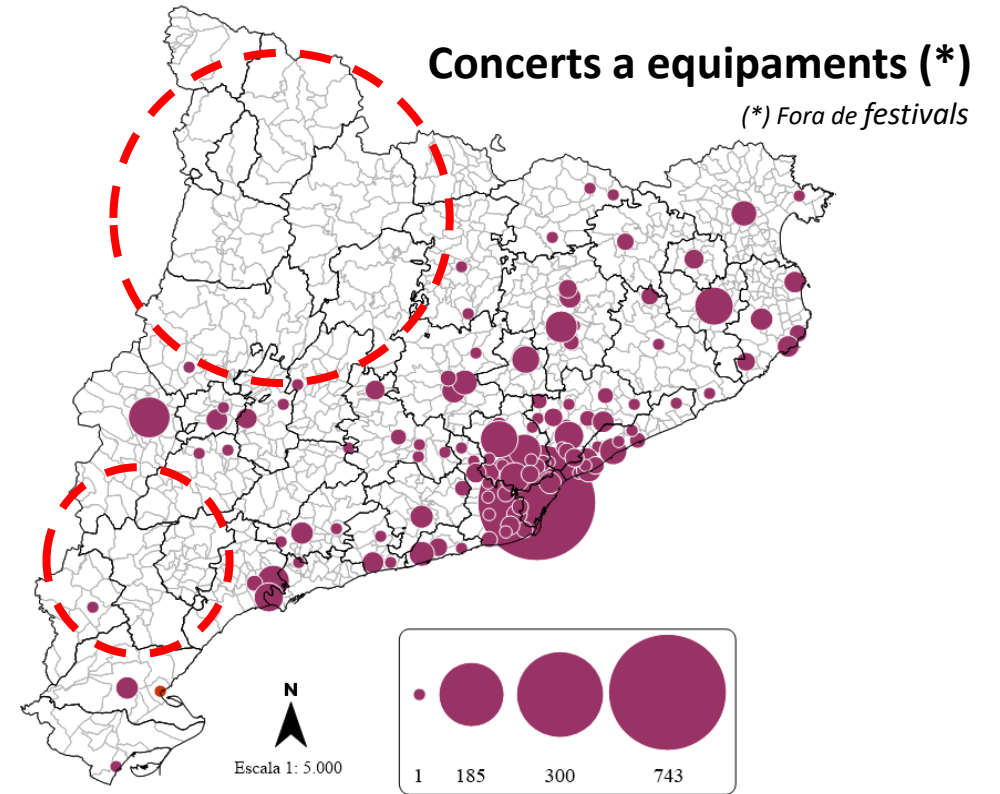 Concerts a equipaments (*)
(*) Fora de festivals
N
Escala 1: 5.000
1 185 300 743